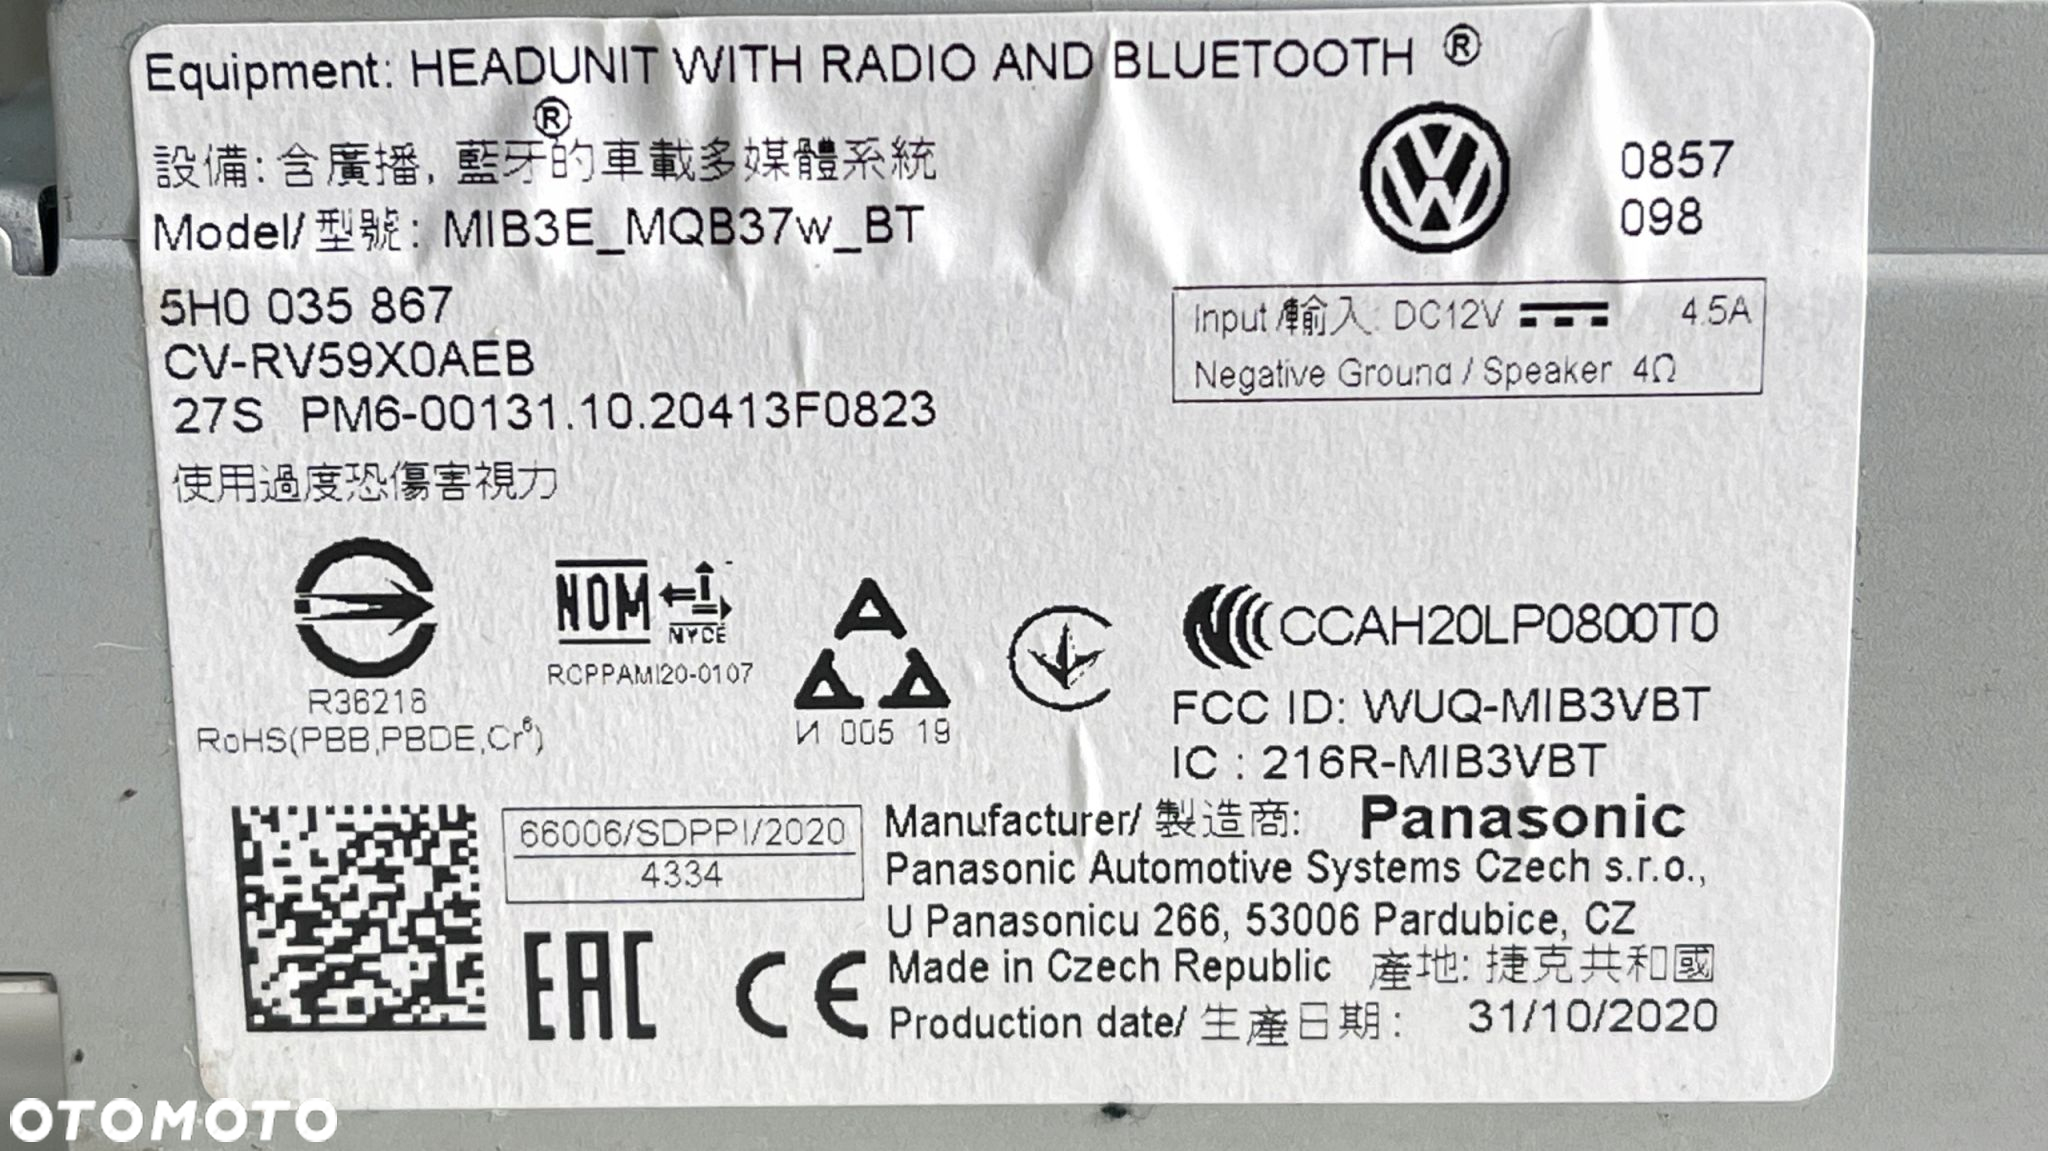 Equipment: HEADUNIT WITH RADIO AND BLUETOOTH ®
設備: 含廣播, 藍牙®的車載多媒體系統
Model/ 型號: MIB3E_MQB37w_BT
0857
098
5H0 035 867
CV-RV59X0AEB
27S PM6-00131.10.20413F0823
Input /輸入: DC12V 4.5A
Negative Ground / Speaker 4Ω
使用過度恐傷害視力
R36218
RoHS(PBB,PBDE,Cr⁶)
NOM
NYCE
RCPPAMI20-0107
И 005 19
CCAH20LP0800T0
FCC ID: WUQ-MIB3VBT
IC : 216R-MIB3VBT
66006/SDPPI/2020
4334
EAC
CE
Manufacturer/ 製造商: Panasonic
Panasonic Automotive Systems Czech s.r.o.,
U Panasonicu 266, 53006 Pardubice, CZ
Made in Czech Republic 產地: 捷克共和國
Production date/ 生產日期: 31/10/2020
OTOMOTO